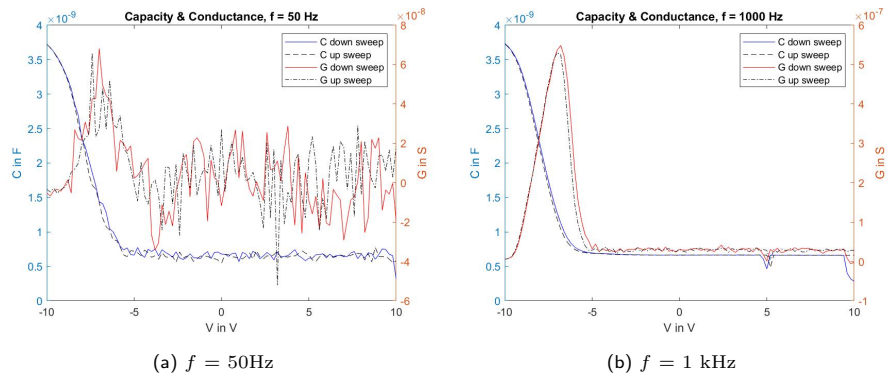 Capacity & Conductance, f = 50 Hz
×10⁻⁹
×10⁻⁸
C down sweep
C up sweep
G down sweep
G up sweep
4
3.5
3
2.5
2
1.5
1
0.5
0
C in F
8
6
4
2
0
-2
-4
-6
G in S
-10
-5
0
5
10
V in V
(a) f = 50Hz
Capacity & Conductance, f = 1000 Hz
×10⁻⁹
×10⁻⁷
C down sweep
C up sweep
G down sweep
G up sweep
4
3.5
3
2.5
2
1.5
1
0.5
0
C in F
6
5
4
3
2
1
0
-1
G in S
-10
-5
0
5
10
V in V
(b) f = 1 kHz